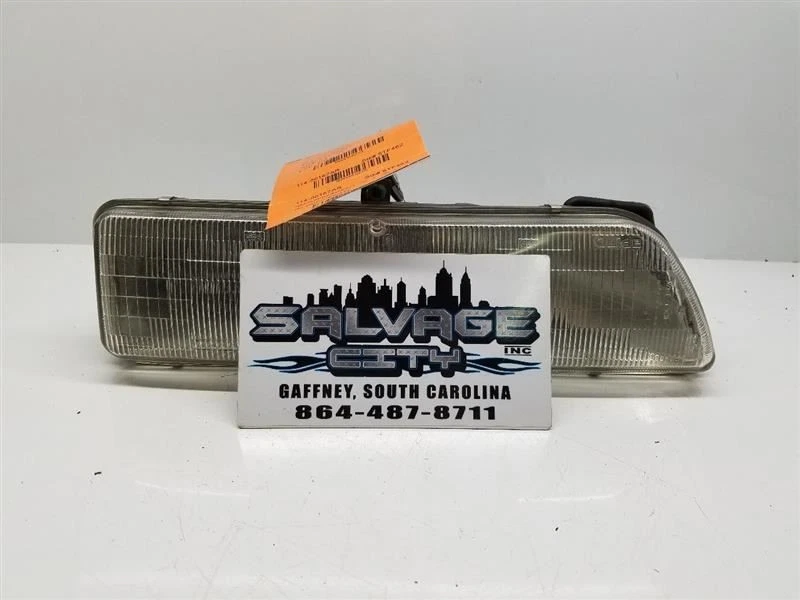 SALVAGE
CITY INC
GAFFNEY, SOUTH CAROLINA
864-487-8711